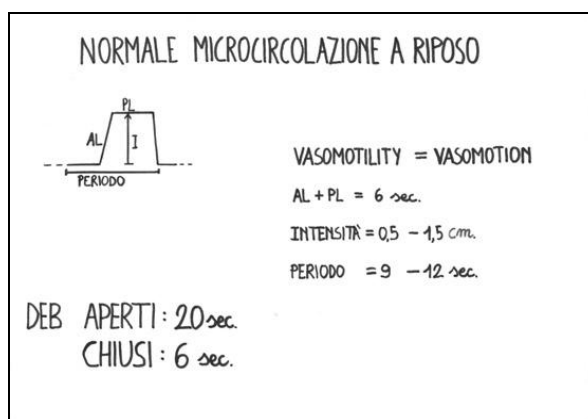 NORMALE MICROCIRCOLAZIONE A RIPOSO
PL
AL
I
PERIODO
VASOMOTILITY = VASOMOTION
AL + PL = 6 sec.
INTENSITÀ = 0,5 - 1,5 cm.
PERIODO = 9 - 12 sec.
DEB APERTI : 20 sec.
CHIUSI : 6 sec.